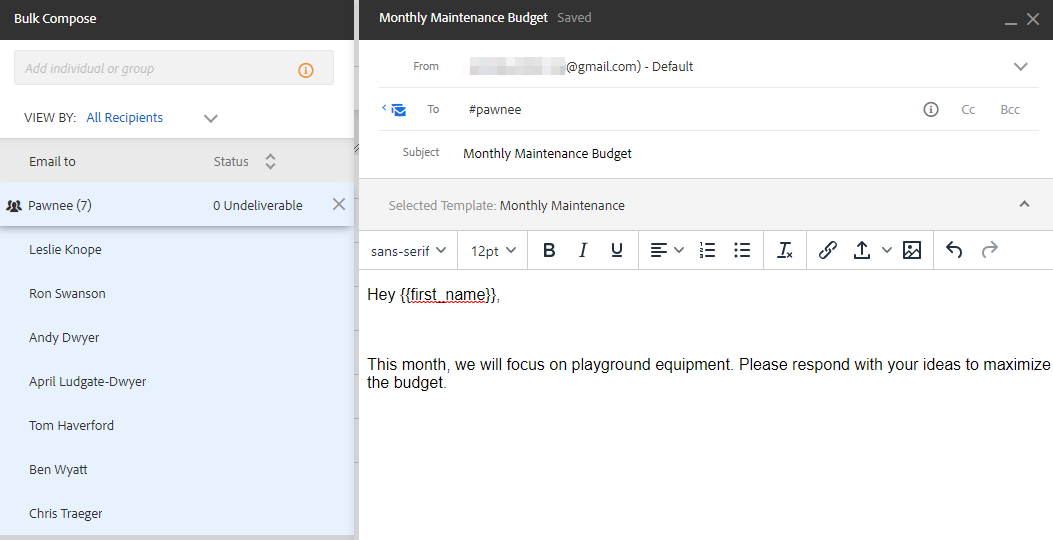 Bulk Compose
Add individual or group
VIEW BY: All Recipients
Email to Status
Pawnee (7) 0 Undeliverable
Leslie Knope
Ron Swanson
Andy Dwyer
April Ludgate-Dwyer
Tom Haverford
Ben Wyatt
Chris Traeger
Monthly Maintenance Budget Saved
From @gmail.com) - Default
To #pawnee Cc Bcc
Subject Monthly Maintenance Budget
Selected Template: Monthly Maintenance
sans-serif 12pt B I U
Hey {{first_name}},
This month, we will focus on playground equipment. Please respond with your ideas to maximize
the budget.